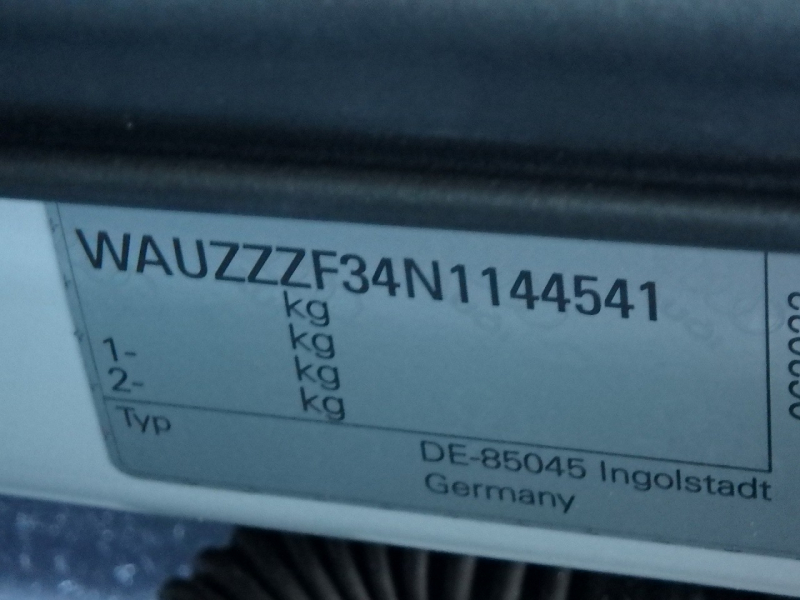 WAUZZZF34N1144541
kg
1- kg
2- kg
kg
Typ
DE-85045 Ingolstadt
Germany